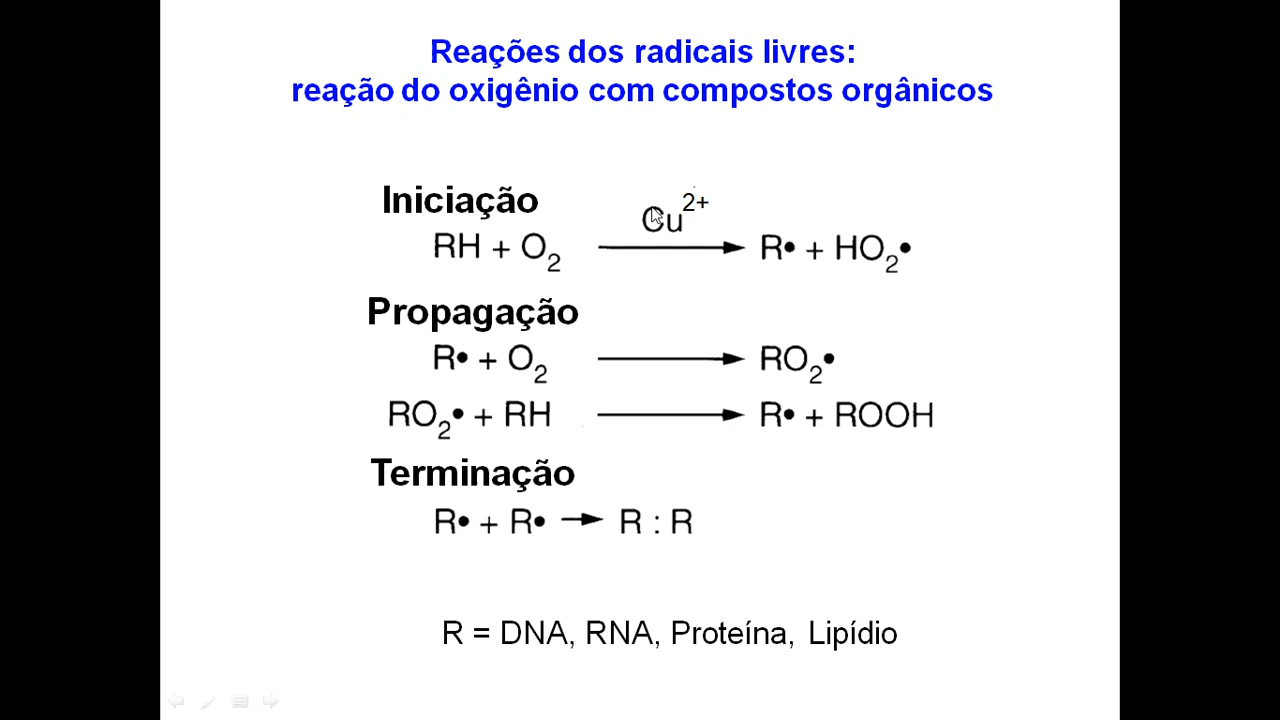 Reações dos radicais livres:
reação do oxigênio com compostos orgânicos
Iniciação
Cu2+
RH + O2 → R• + HO2•
Propagação
R• + O2 → RO2•
RO2• + RH → R• + ROOH
Terminação
R• + R• → R : R
R = DNA, RNA, Proteína, Lipídio